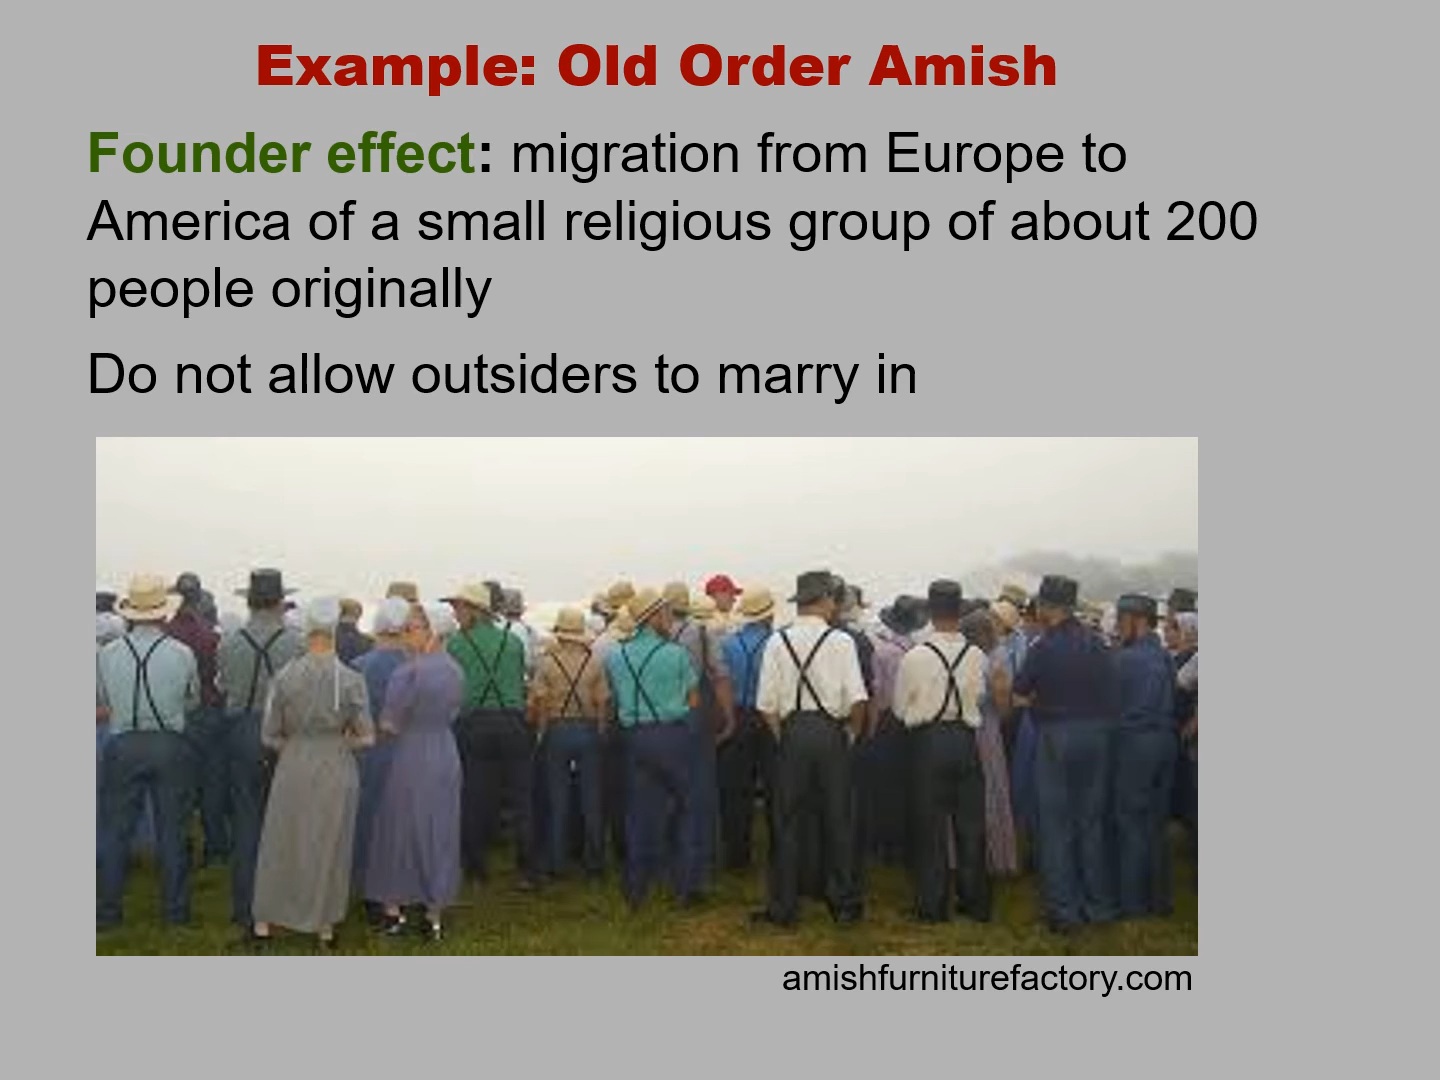 Example: Old Order Amish
Founder effect: migration from Europe to
America of a small religious group of about 200
people originally
Do not allow outsiders to marry in
amishfurniturefactory.com